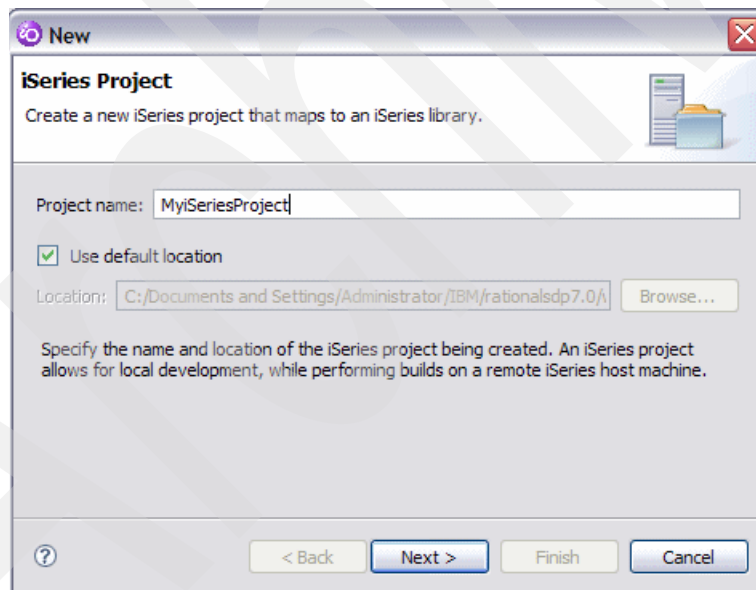 New
iSeries Project
Create a new iSeries project that maps to an iSeries library.
Project name: MyiSeriesProject
Use default location
Location: C:/Documents and Settings/Administrator/IBM/rationalsdp7.0/ Browse...
Specify the name and location of the iSeries project being created. An iSeries project
allows for local development, while performing builds on a remote iSeries host machine.
? < Back Next > Finish Cancel